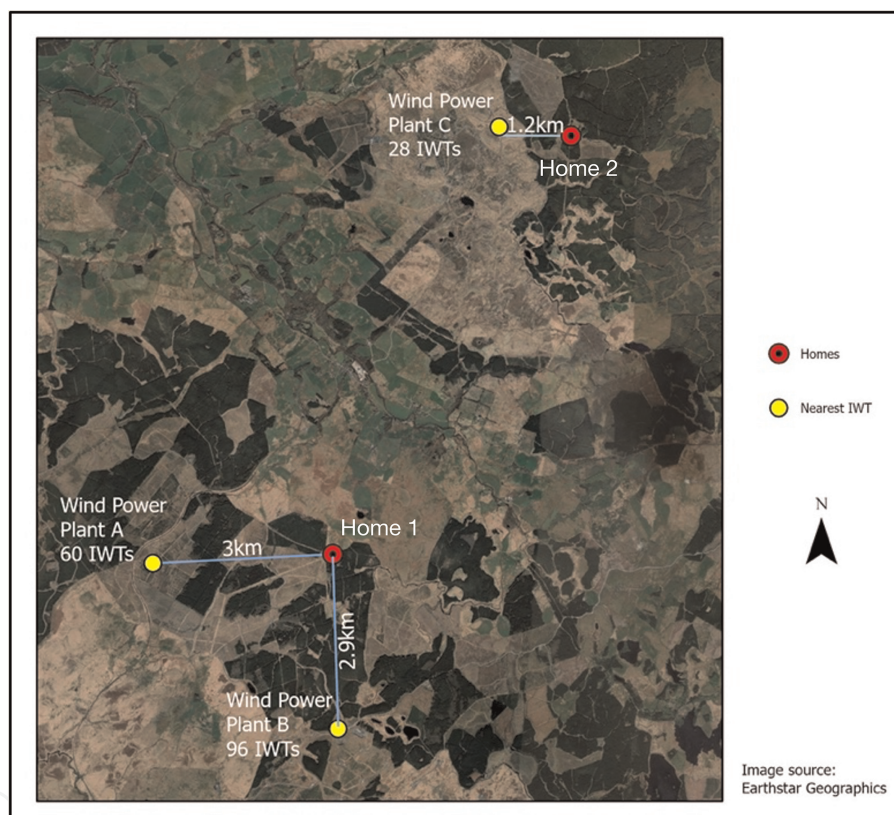 Wind Power
Plant C
28 IWTs
1.2km
Home 2
Homes
Nearest IWT
N
Wind Power
Plant A
60 IWTs
3km
Home 1
2.9km
Wind Power
Plant B
96 IWTs
Image source:
Earthstar Geographics